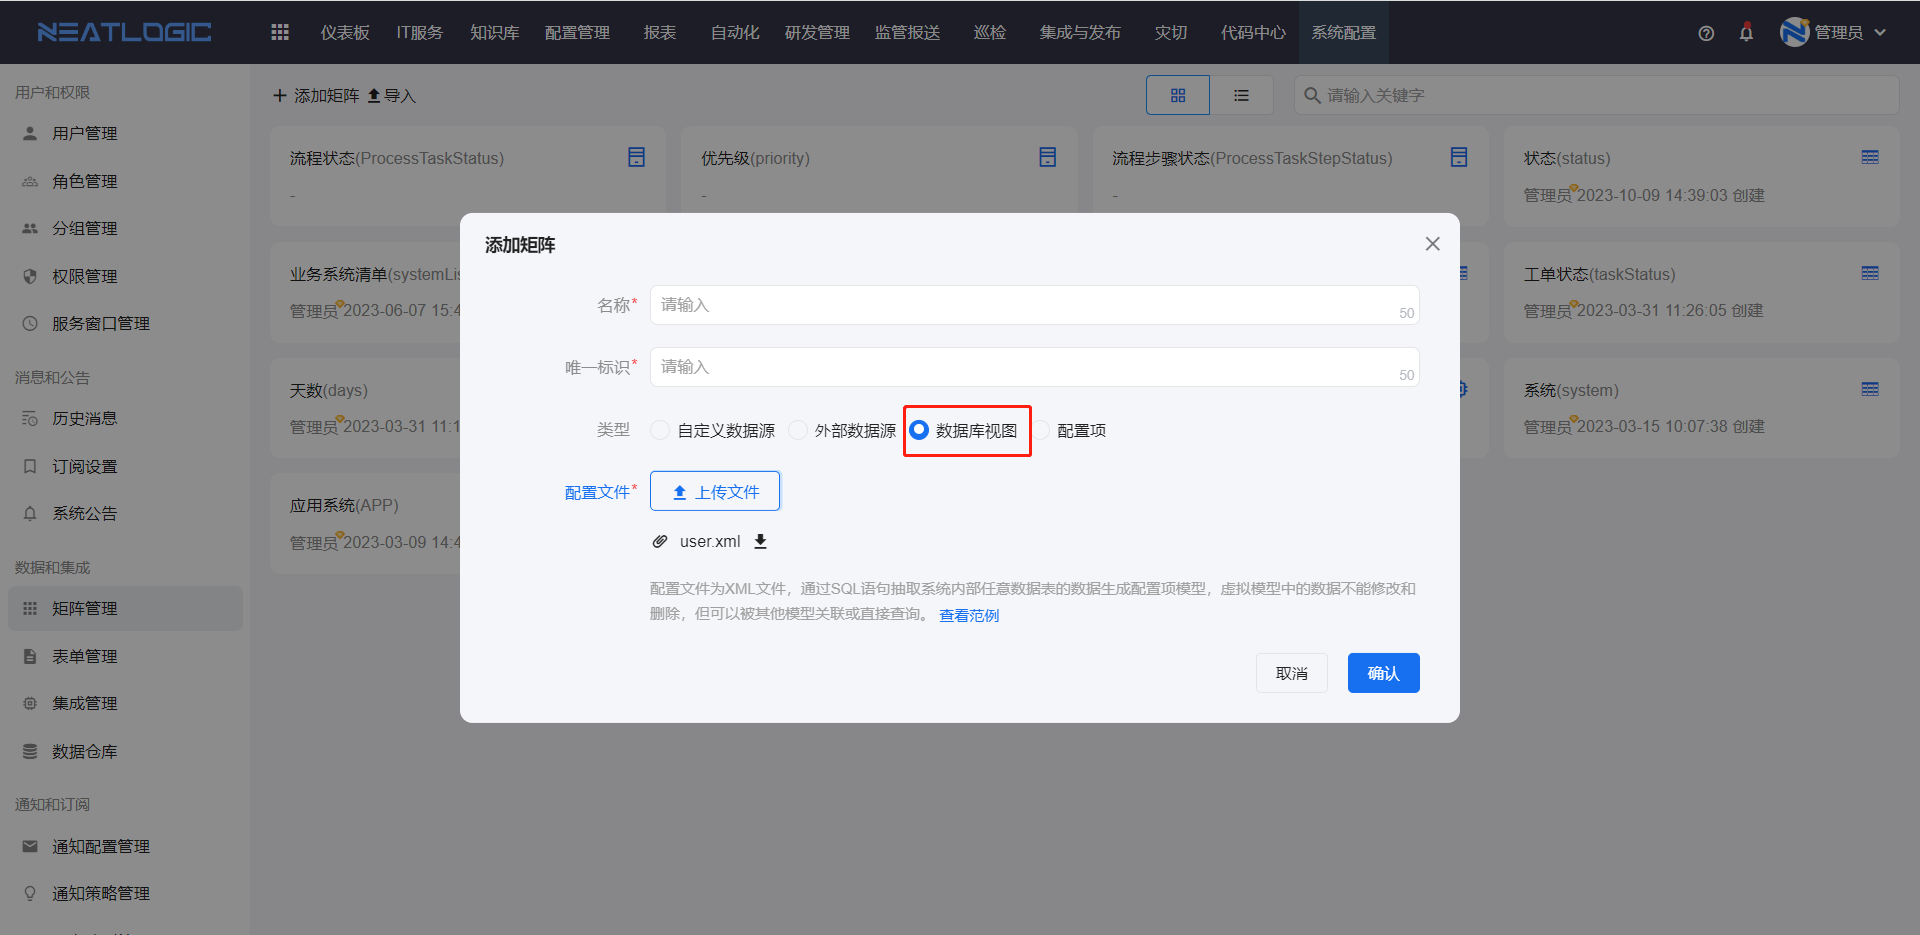 NEATLOGIC
仪表板 IT服务 知识库 配置管理 报表 自动化 研发管理 监管报送 巡检 集成与发布 灾切 代码中心 系统配置 管理员
用户和权限
用户管理
角色管理
分组管理
权限管理
服务窗口管理
消息和公告
历史消息
订阅设置
系统公告
数据和集成
矩阵管理
表单管理
集成管理
数据仓库
通知和订阅
通知配置管理
通知策略管理
添加矩阵 导入
请输入关键字
流程状态(ProcessTaskStatus)
-
优先级(priority)
-
流程步骤状态(ProcessTaskStepStatus)
-
状态(status)
管理员 2023-10-09 14:39:03 创建
业务系统清单(systemLis
管理员 2023-06-07 15:4
工单状态(taskStatus)
管理员 2023-03-31 11:26:05 创建
天数(days)
管理员 2023-03-31 11:1
系统(system)
管理员 2023-03-15 10:07:38 创建
应用系统(APP)
管理员 2023-03-09 14:4
添加矩阵
名称* 请输入 50
唯一标识* 请输入 50
类型 自定义数据源 外部数据源 数据库视图 配置项
配置文件* 上传文件
user.xml
配置文件为XML文件，通过SQL语句抽取系统内部任意数据表的数据生成配置项模型，虚拟模型中的数据不能修改和
删除，但可以被其他模型关联或直接查询。 查看范例
取消 确认